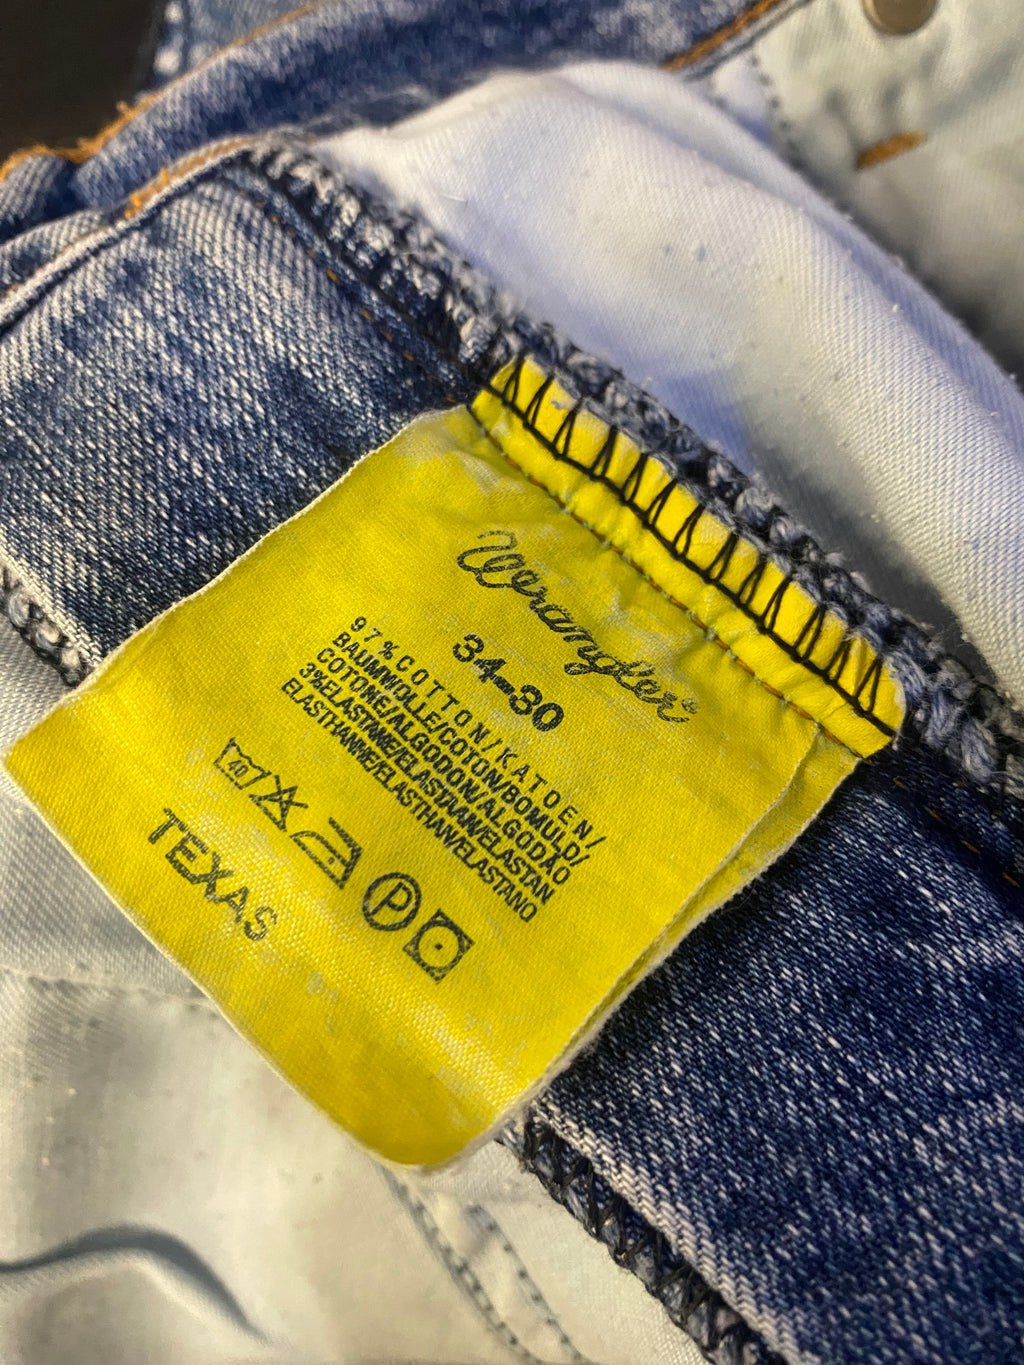 Wrangler®
34-30
97%COTTON/KATOEN/
BAUMWOLLE/COTON/BOMULD/
COTONE/ALGODON/ALGODÃO
3%ELASTANE/ELASTAAN/ELASTAN
ELASTHANNE/ELASTHAN/ELASTANO
40
P
TEXAS